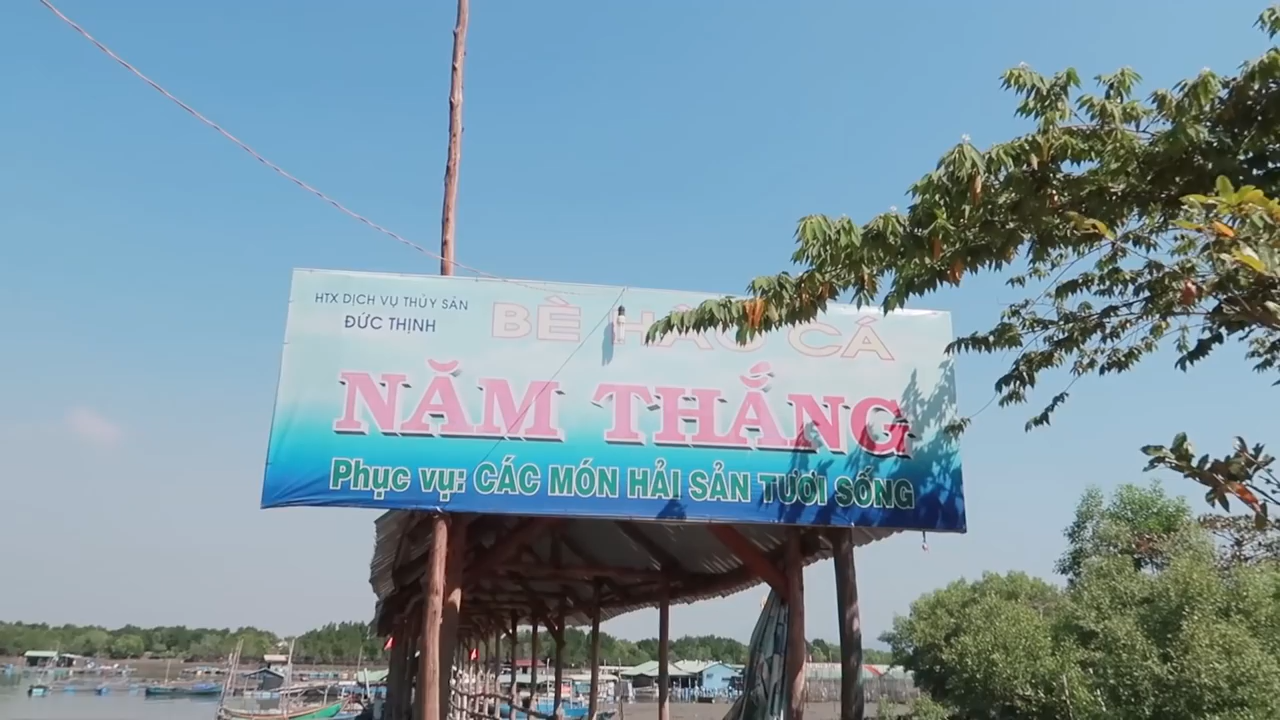 HTX DỊCH VỤ THỦY SẢN
ĐỨC THỊNH
BÈ HÀU CÁ
NĂM THẮNG
Phục vụ: CÁC MÓN HẢI SẢN TƯƠI SỐNG